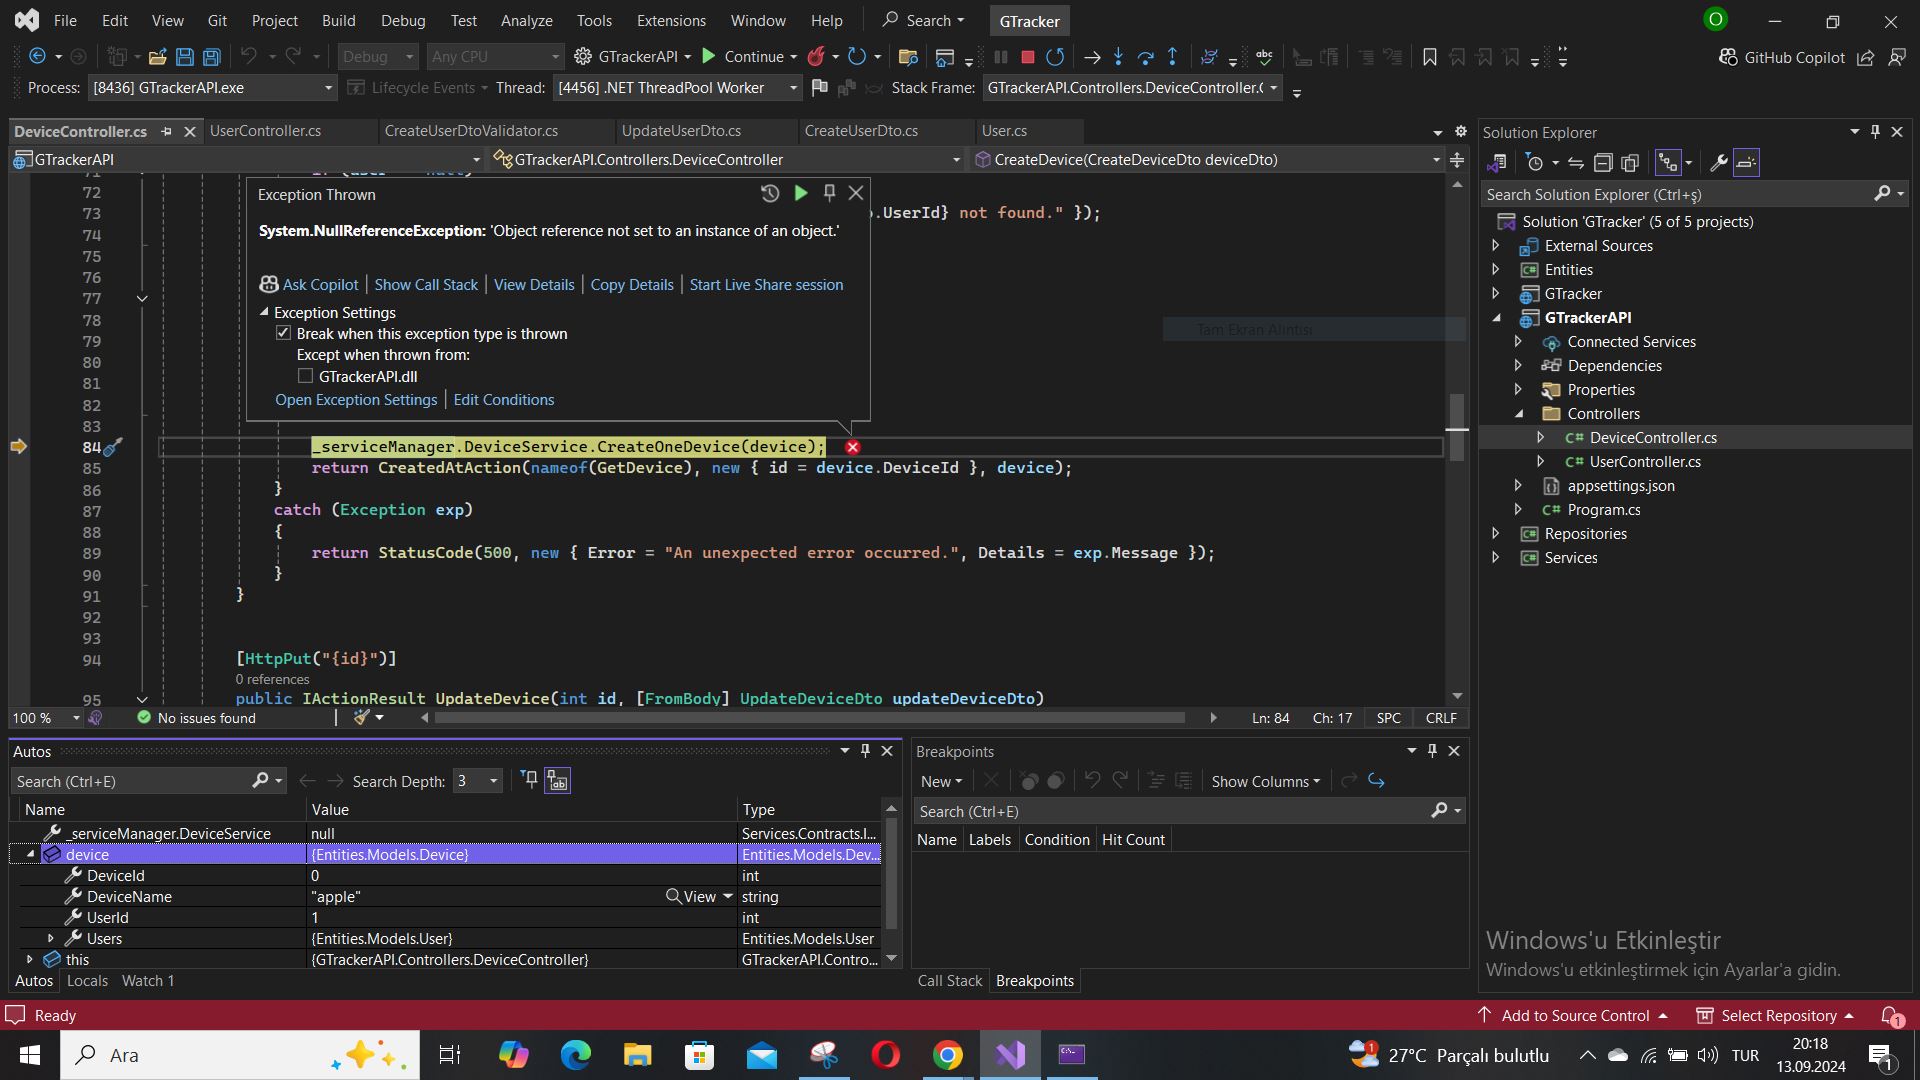 File Edit View Git Project Build Debug Test Analyze Tools Extensions Window Help Search GTracker O
Debug Any CPU GTrackerAPI Continue GitHub Copilot
Process: [8436] GTrackerAPI.exe Lifecycle Events Thread: [4456] .NET ThreadPool Worker Stack Frame: GTrackerAPI.Controllers.DeviceController.(
DeviceController.cs UserController.cs CreateUserDtoValidator.cs UpdateUserDto.cs CreateUserDto.cs User.cs
GTrackerAPI GTrackerAPI.Controllers.DeviceController CreateDevice(CreateDeviceDto deviceDto)
72
73 .UserId} not found." });
74
75
76
77
78
79
80
81
82
83
Exception Thrown
System.NullReferenceException: 'Object reference not set to an instance of an object.'
Ask Copilot Show Call Stack View Details Copy Details Start Live Share session
Exception Settings
Break when this exception type is thrown
Except when thrown from:
GTrackerAPI.dll
Open Exception Settings Edit Conditions
Tam Ekran Alıntısı
84 _serviceManager.DeviceService.CreateOneDevice(device);
85 return CreatedAtAction(nameof(GetDevice), new { id = device.DeviceId }, device);
86 }
87 catch (Exception exp)
88 {
89 return StatusCode(500, new { Error = "An unexpected error occurred.", Details = exp.Message });
90 }
91 }
92
93
94 [HttpPut("{id}")]
0 references
95 public IActionResult UpdateDevice(int id, [FromBody] UpdateDeviceDto updateDeviceDto)
100 % No issues found Ln: 84 Ch: 17 SPC CRLF
Autos
Search (Ctrl+E) Search Depth: 3
Name Value Type
_serviceManager.DeviceService null Services.Contracts.I...
device {Entities.Models.Device} Entities.Models.Dev...
DeviceId 0 int
DeviceName "apple" View string
UserId 1 int
Users {Entities.Models.User} Entities.Models.User
this {GTrackerAPI.Controllers.DeviceController} GTrackerAPI.Contro...
Autos Locals Watch 1
Breakpoints
New Show Columns
Search (Ctrl+E)
Name Labels Condition Hit Count
Call Stack Breakpoints
Solution Explorer
Search Solution Explorer (Ctrl+ş)
Solution 'GTracker' (5 of 5 projects)
External Sources
Entities
GTracker
GTrackerAPI
Connected Services
Dependencies
Properties
Controllers
C# DeviceController.cs
C# UserController.cs
appsettings.json
C# Program.cs
Repositories
Services
Windows'u Etkinleştir
Windows'u etkinleştirmek için Ayarlar'a gidin.
Ready Add to Source Control Select Repository 1
Ara 1 27°C Parçalı bulutlu TUR 20:18
13.09.2024 1